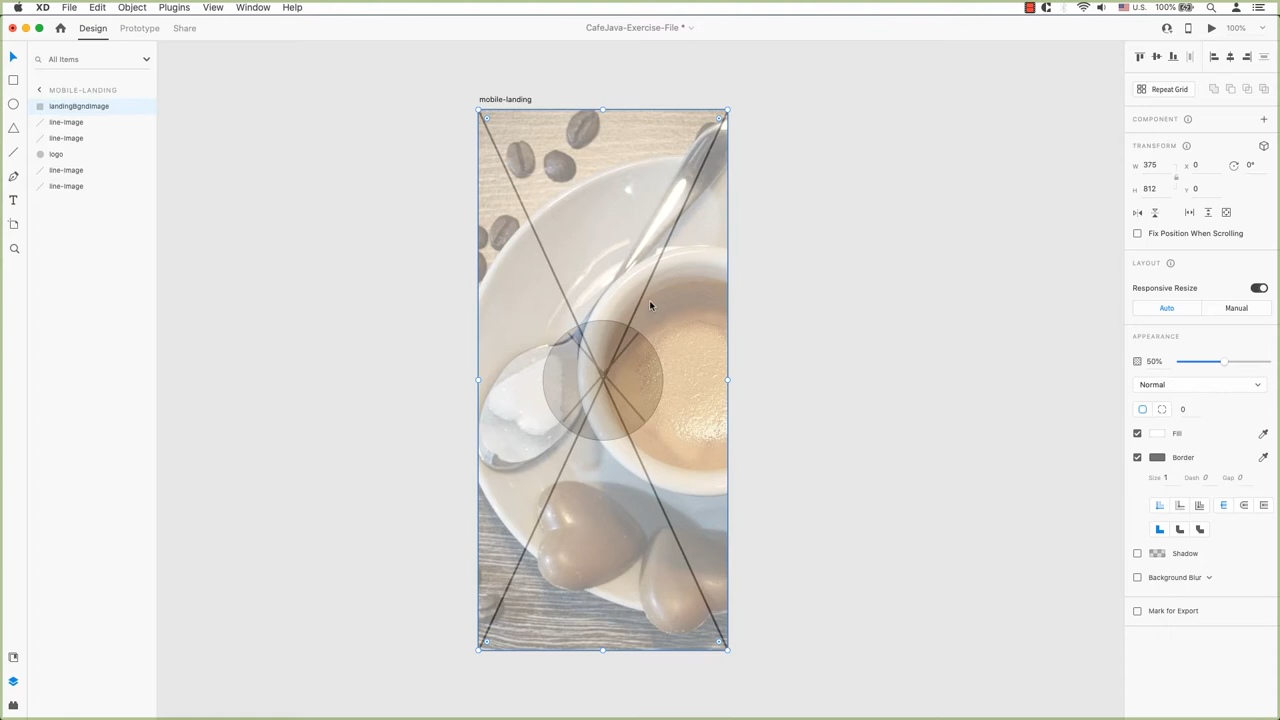 XD File Edit Object Plugins View Window Help
U.S. 100%
Design Prototype Share
CafeJava-Exercise-File *
100%
All Items
MOBILE-LANDING
landingBgndImage
line-image
line-image
logo
line-image
line-image
mobile-landing
Repeat Grid
COMPONENT
TRANSFORM
W 375 X 0 0°
H 812 Y 0
Fix Position When Scrolling
LAYOUT
Responsive Resize
Auto Manual
APPEARANCE
50%
Normal
0
Fill
Border
Size 1 Dash 0 Gap 0
Shadow
Background Blur
Mark for Export